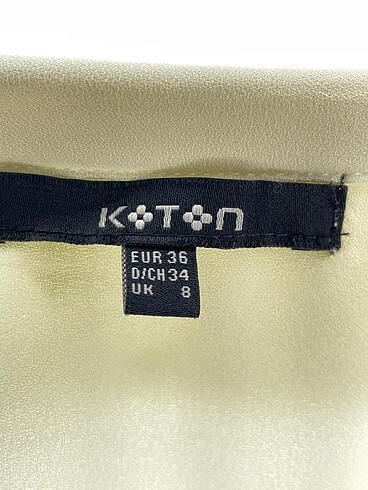 KOTON
EUR 36
D/CH 34
UK 8